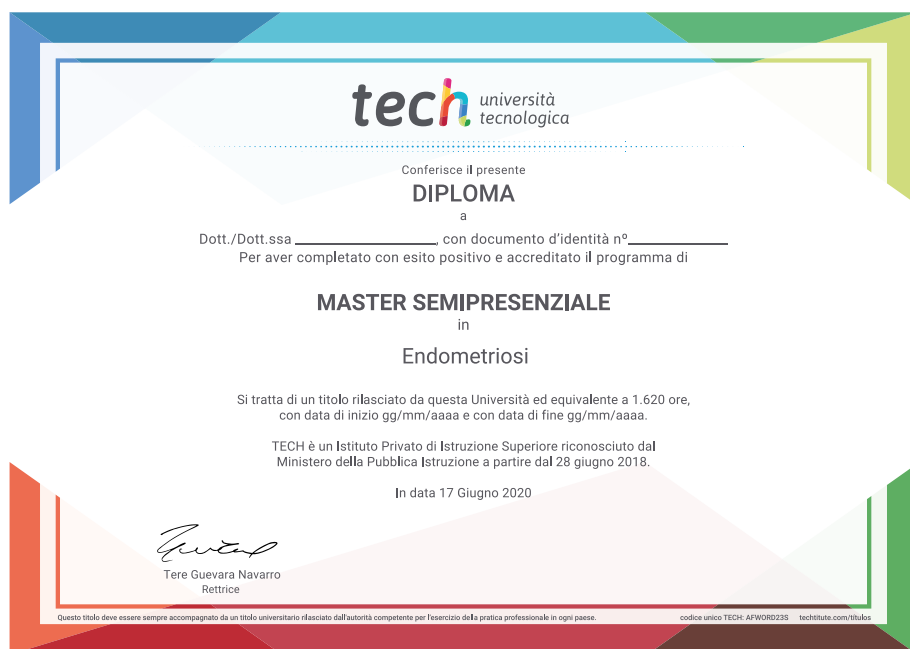 tech università
tecnologica
Conferisce il presente
DIPLOMA
a
Dott./Dott.ssa _________________, con documento d'identità nº____________
Per aver completato con esito positivo e accreditato il programma di
MASTER SEMIPRESENZIALE
in
Endometriosi
Si tratta di un titolo rilasciato da questa Università ed equivalente a 1.620 ore,
con data di inizio gg/mm/aaaa e con data di fine gg/mm/aaaa.
TECH è un Istituto Privato di Istruzione Superiore riconosciuto dal
Ministero della Pubblica Istruzione a partire dal 28 giugno 2018.
In data 17 Giugno 2020
Tere Guevara Navarro
Rettrice
Questo titolo deve essere sempre accompagnato da un titolo universitario rilasciato dall'autorità competente per l'esercizio della pratica professionale in ogni paese. codice unico TECH: AFWORD23S techtitute.com/títulos